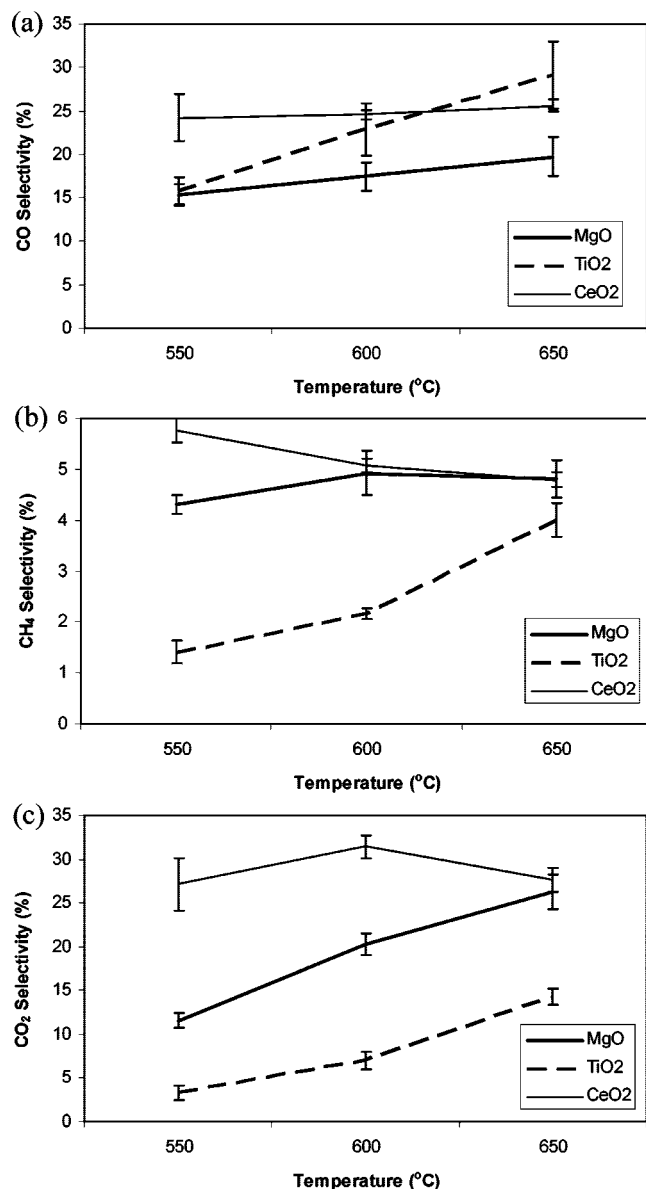 (a)
35
30
25
20
15
10
5
0
CO Selectivity (%)
MgO
TiO2
CeO2
550 600 650
Temperature (°C)
(b)
6
5
4
3
2
1
0
CH₄ Selectivity (%)
MgO
TiO2
CeO2
550 600 650
Temperature (°C)
(c)
35
30
25
20
15
10
5
0
CO₂ Selectivity (%)
MgO
TiO2
CeO2
550 600 650
Temperature (°C)